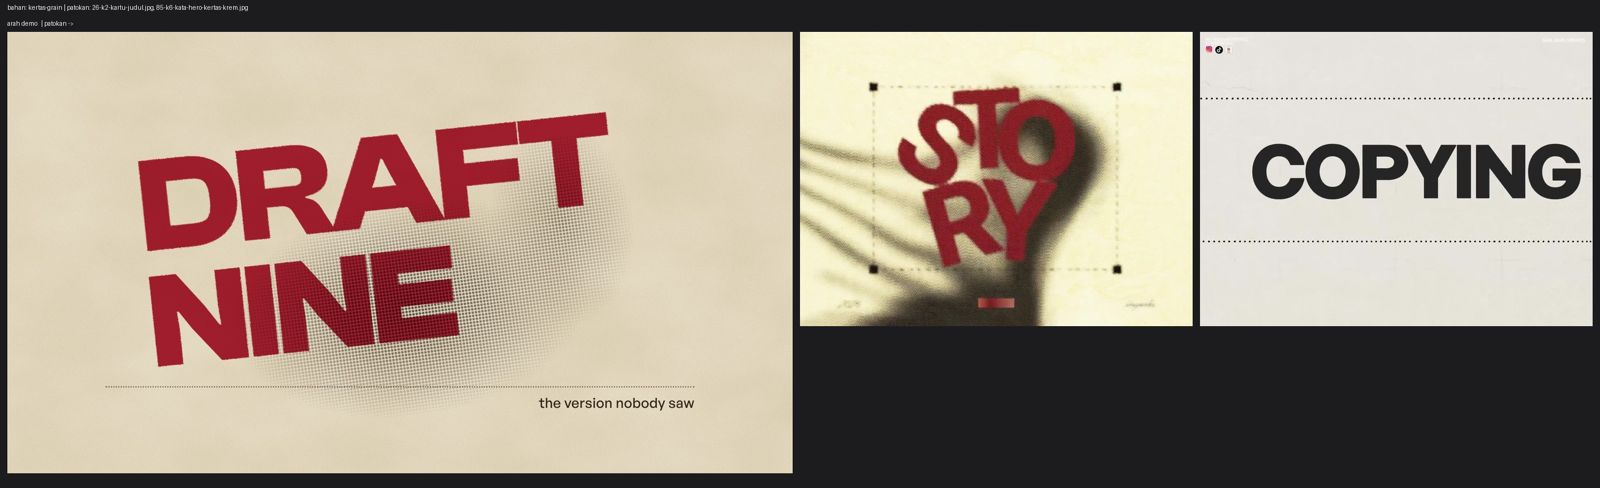 bahan: kertas-grain | patokan: 26-k2-kartu-judul.jpg, 85-k6-kata-hero-kertas-krem.jpg
arah demo | patokan ->
DRAFT
NINE
the version nobody saw
STO
RY
COPYING